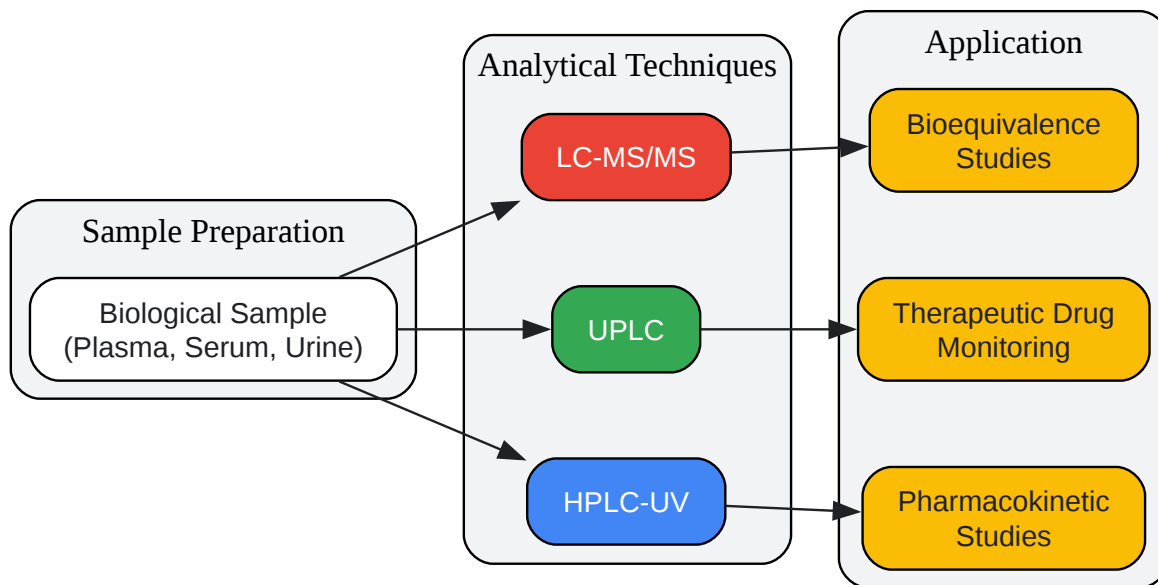 Sample Preparation
Biological Sample
(Plasma, Serum, Urine)
Analytical Techniques
LC-MS/MS
UPLC
HPLC-UV
Application
Bioequivalence
Studies
Therapeutic Drug
Monitoring
Pharmacokinetic
Studies